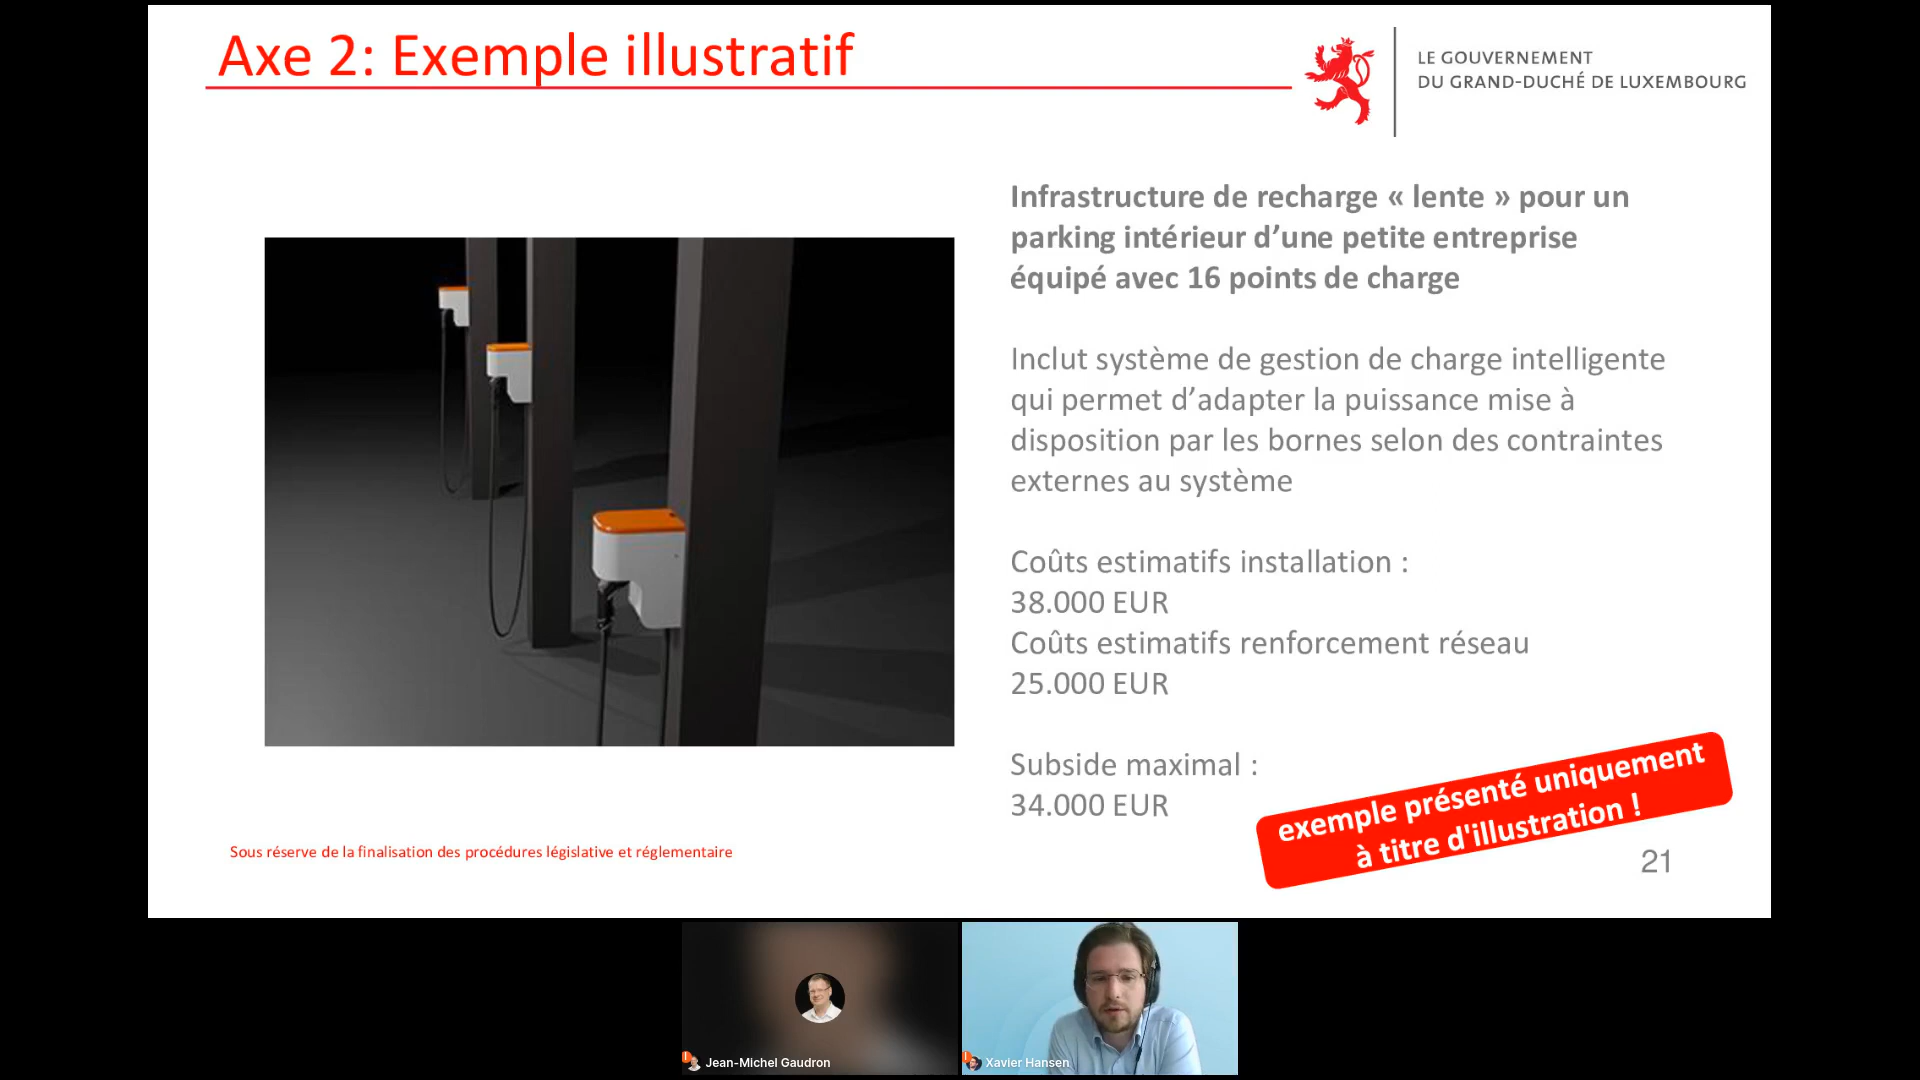 Axe 2: Exemple illustratif
LE GOUVERNEMENT
DU GRAND-DUCHÉ DE LUXEMBOURG
Infrastructure de recharge « lente » pour un
parking intérieur d’une petite entreprise
équipé avec 16 points de charge
Inclut système de gestion de charge intelligente
qui permet d’adapter la puissance mise à
disposition par les bornes selon des contraintes
externes au système
Coûts estimatifs installation :
38.000 EUR
Coûts estimatifs renforcement réseau
25.000 EUR
Subside maximal :
34.000 EUR
exemple présenté uniquement
à titre d'illustration !
Sous réserve de la finalisation des procédures législative et réglementaire
21
Jean-Michel Gaudron
Xavier Hansen